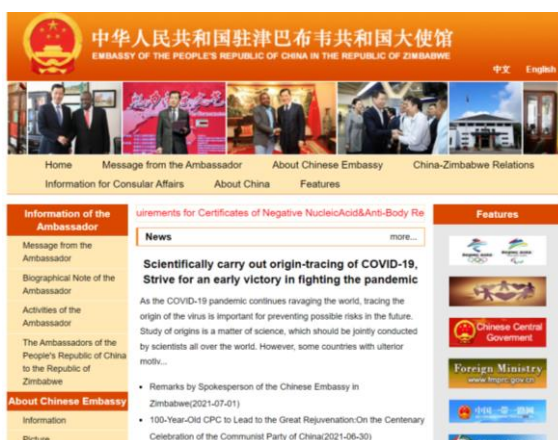 中华人民共和国驻津巴布韦共和国大使馆
EMBASSY OF THE PEOPLE'S REPUBLIC OF CHINA IN THE REPUBLIC OF ZIMBABWE
中文 English
Home Message from the Ambassador About Chinese Embassy China-Zimbabwe Relations
Information for Consular Affairs About China Features
Information of the
Ambassador
Message from the
Ambassador
Biographical Note of the
Ambassador
Activities of the
Ambassador
The Ambassadors of the
People's Republic of China
to the Republic of
Zimbabwe
About Chinese Embassy
Information
Picture
uirements for Certificates of Negative NucleicAcid&Anti-Body Re
News more...
Scientifically carry out origin-tracing of COVID-19,
Strive for an early victory in fighting the pandemic
As the COVID-19 pandemic continues ravaging the world, tracing the
origin of the virus is important for preventing possible risks in the future.
Study of origins is a matter of science, which should be jointly conducted
by scientists all over the world. However, some countries with ulterior
motiv...
Remarks by Spokesperson of the Chinese Embassy in
Zimbabwe(2021-07-01)
100-Year-Old CPC to Lead to the Great Rejuvenation:On the Centenary
Celebration of the Communist Party of China(2021-06-30)
Features
Chinese Central
Goverment
Foreign Ministry
www.fmprc.gov.cn
中国一带一路网